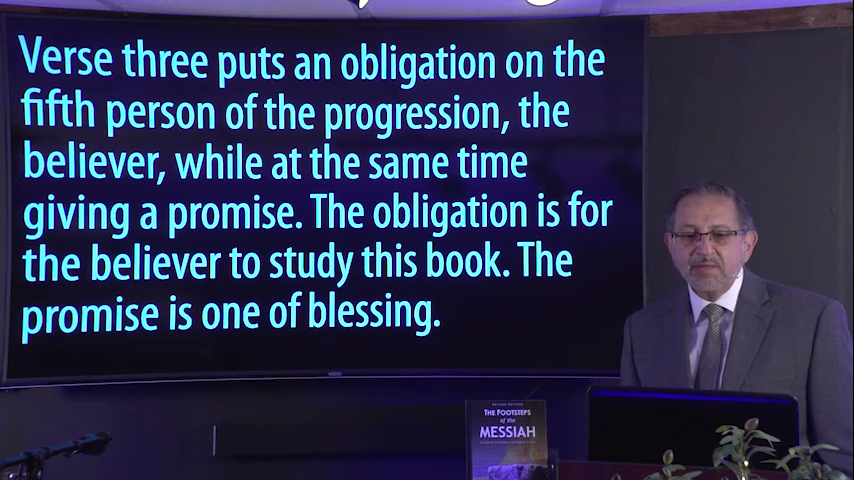 Verse three puts an obligation on the
fifth person of the progression, the
believer, while at the same time
giving a promise. The obligation is for
the believer to study this book. The
promise is one of blessing.
VIZIO
THE FOOTSTEPS
of the
MESSIAH